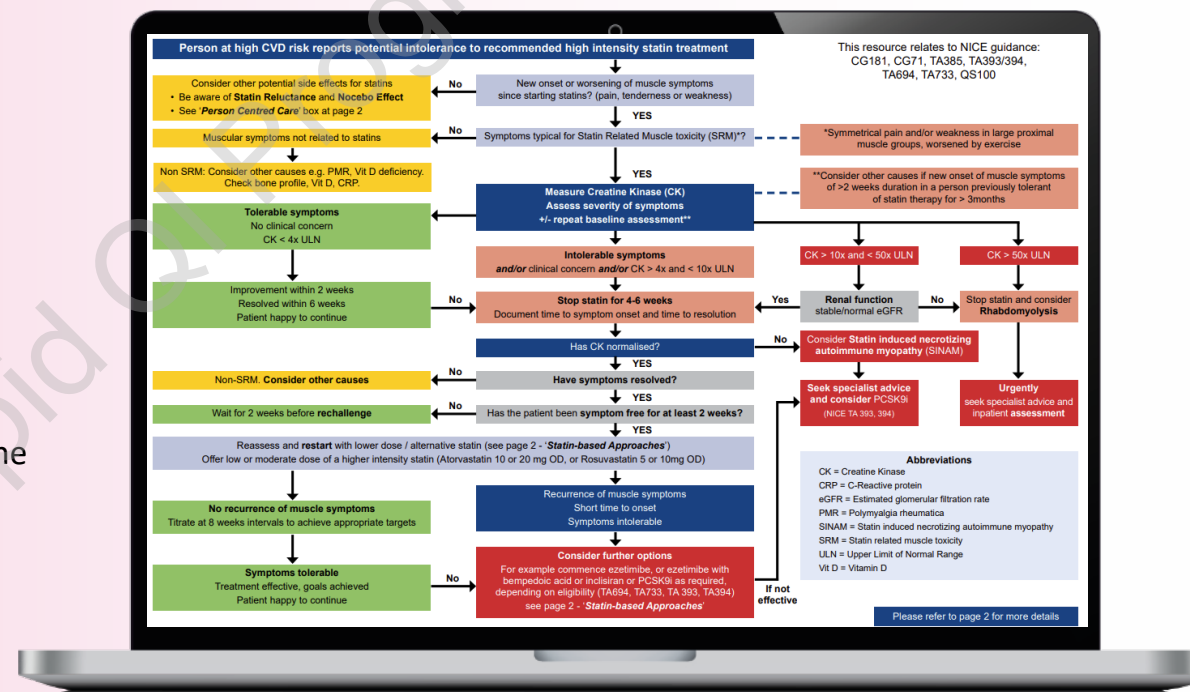 Person at high CVD risk reports potential intolerance to recommended high intensity statin treatment
This resource relates to NICE guidance:
CG181, CG71, TA385, TA393/394,
TA694, TA733, QS100
Consider other potential side effects for statins
• Be aware of Statin Reluctance and Nocebo Effect
• See 'Person Centred Care' box at page 2
No
New onset or worsening of muscle symptoms
since starting statins? (pain, tenderness or weakness)
YES
Muscular symptoms not related to statins
No
Symptoms typical for Statin Related Muscle toxicity (SRM)*?
*Symmetrical pain and/or weakness in large proximal
muscle groups, worsened by exercise
Non SRM: Consider other causes e.g. PMR, Vit D deficiency.
Check bone profile, Vit D, CRP.
YES
Measure Creatine Kinase (CK)
Assess severity of symptoms
+/- repeat baseline assessment**
**Consider other causes if new onset of muscle symptoms
of >2 weeks duration in a person previously tolerant
of statin therapy for > 3months
Tolerable symptoms
No clinical concern
CK < 4x ULN
Intolerable symptoms
and/or clinical concern and/or CK > 4x and < 10x ULN
CK > 10x and < 50x ULN
CK > 50x ULN
Improvement within 2 weeks
Resolved within 6 weeks
Patient happy to continue
No
Stop statin for 4-6 weeks
Document time to symptom onset and time to resolution
Yes
Renal function
stable/normal eGFR
No
Stop statin and consider
Rhabdomolysis
Has CK normalised?
No
Consider Statin induced necrotizing
autoimmune myopathy (SINAM)
YES
Non-SRM. Consider other causes
No
Have symptoms resolved?
Seek specialist advice
and consider PCSK9i
(NICE TA 393, 394)
Urgently
seek specialist advice and
inpatient assessment
YES
Wait for 2 weeks before rechallenge
No
Has the patient been symptom free for at least 2 weeks?
YES
Reassess and restart with lower dose / alternative statin (see page 2 - 'Statin-based Approaches')
Offer low or moderate dose of a higher intensity statin (Atorvastatin 10 or 20 mg OD, or Rosuvastatin 5 or 10mg OD)
No recurrence of muscle symptoms
Titrate at 8 weeks intervals to achieve appropriate targets
Recurrence of muscle symptoms
Short time to onset
Symptoms intolerable
Symptoms tolerable
Treatment effective, goals achieved
Patient happy to continue
No
Consider further options
For example commence ezetimibe, or ezetimibe with
bempedoic acid or inclisiran or PCSK9i as required,
depending on eligibility (TA694, TA733, TA 393, TA394)
see page 2 - 'Statin-based Approaches'
If not
effective
Abbreviations
CK = Creatine Kinase
CRP = C-Reactive protein
eGFR = Estimated glomerular filtration rate
PMR = Polymyalgia rheumatica
SINAM = Statin induced necrotizing autoimmune myopathy
SRM = Statin related muscle toxicity
ULN = Upper Limit of Normal Range
Vit D = Vitamin D
Please refer to page 2 for more details